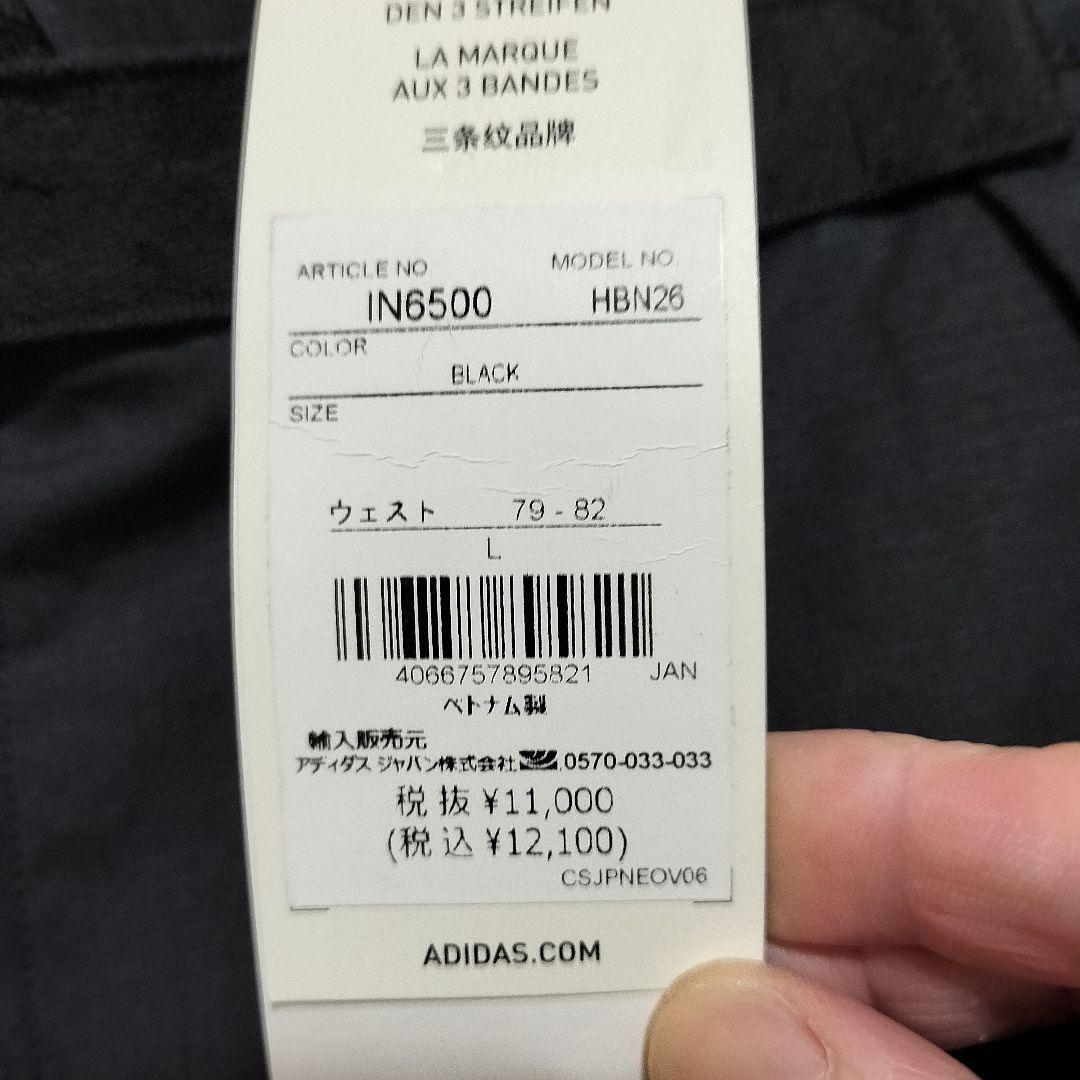 DEN 3 STREIFEN
LA MARQUE
AUX 3 BANDES
三条纹品牌
ARTICLE NO MODEL NO.
IN6500 HBN26
COLOR
BLACK
SIZE
ウェスト 79 - 82
L
4066757895821 JAN
ベトナム製
輸入販売元
アディダス ジャパン株式会社 0570-033-033
税 抜 ¥11,000
(税 込 ¥12,100)
CSJPNEOV06
ADIDAS.COM